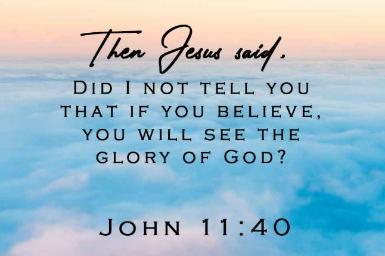 Then Jesus said,
Did I not tell you
that if you believe,
you will see the
glory of God?
John 11:40